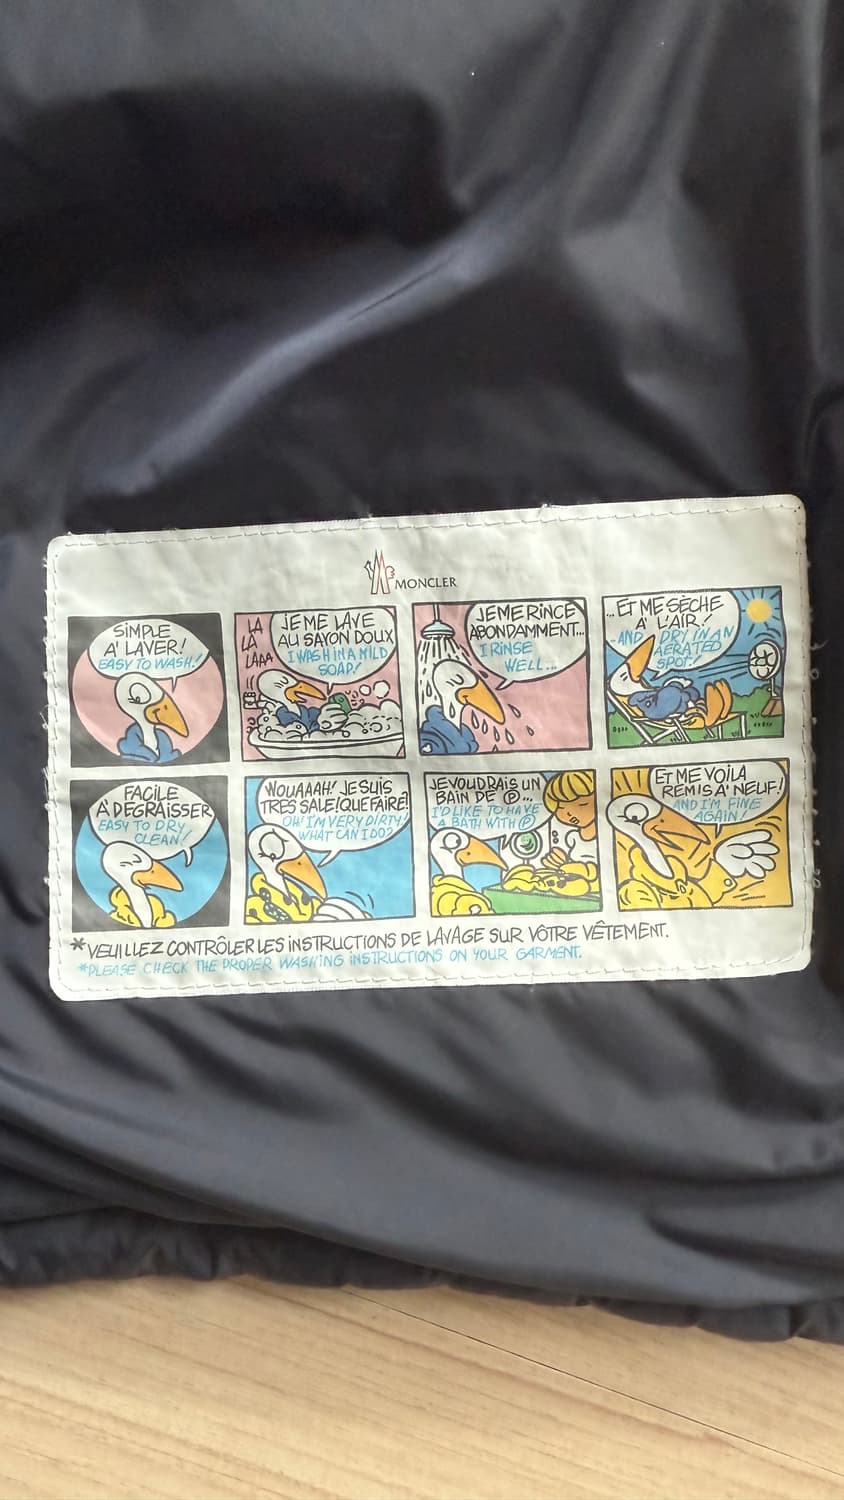 MONCLER
SIMPLE
A' LAVER!
EASY TO WASH!
LA
LA
LAAA
JE ME LAVE
AU SAVON DOUX
I WASH IN A MILD
SOAP!
JE ME RINCE
ABONDAMMENT...
I RINSE
WELL...
...ET ME SÈCHE
A' L'AIR!
...AND DRY IN AN
AERATED
SPOT!
FACILE
A' DEGRAISSER
EASY TO DRY
CLEAN!
WOUAAAH! JE SUIS
TRES SALE! QUE FAIRE!
OH! I'M VERY DIRTY!
WHAT CAN I DO?
JE VOUDRAIS UN
BAIN DE Ⓟ...
I'D LIKE TO HAVE
A BATH WITH Ⓟ
ET ME VOILA
REMIS A' NEUF!
AND I'M FINE
AGAIN!
*VEUILLEZ CONTRÔLER LES INSTRUCTIONS DE LAVAGE SUR VÔTRE VÊTEMENT.
*PLEASE CHECK THE PROPER WASHING INSTRUCTIONS ON YOUR GARMENT.